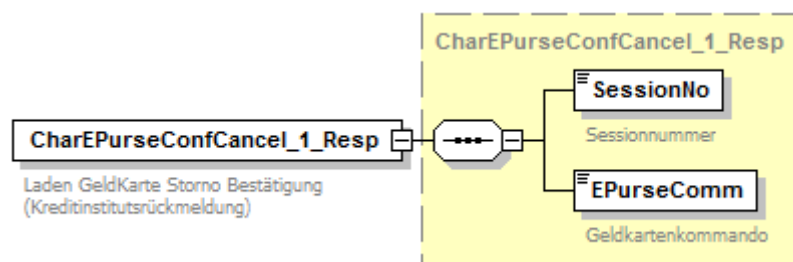 CharEPurseConfCancel_1_Resp
SessionNo
Sessionnummer
CharEPurseConfCancel_1_Resp
Laden GeldKarte Storno Bestätigung
(Kreditinstitutsrückmeldung)
EPurseComm
Geldkartenkommando